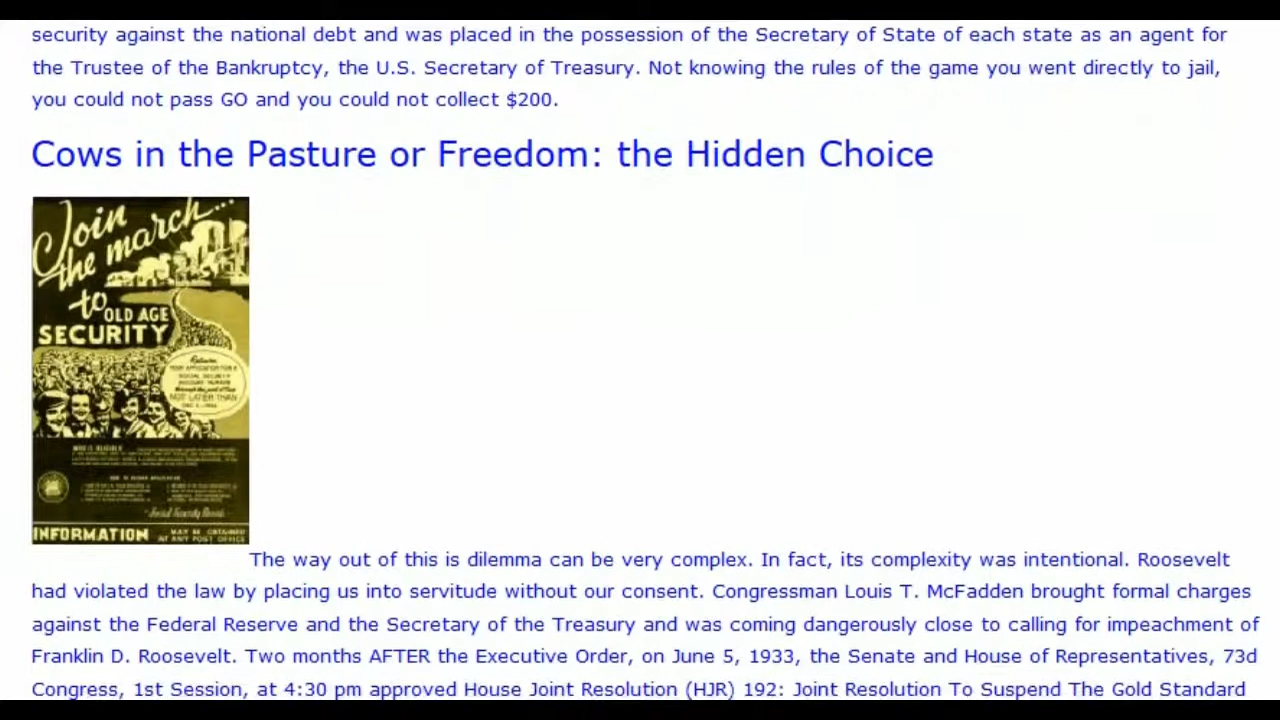 security against the national debt and was placed in the possession of the Secretary of State of each state as an agent for
the Trustee of the Bankruptcy, the U.S. Secretary of Treasury. Not knowing the rules of the game you went directly to jail,
you could not pass GO and you could not collect $200.
Cows in the Pasture or Freedom: the Hidden Choice
Join
the march...
to OLD AGE
SECURITY
NOT LATER THAN
INFORMATION MAY BE OBTAINED
AT ANY POST OFFICE
The way out of this is dilemma can be very complex. In fact, its complexity was intentional. Roosevelt
had violated the law by placing us into servitude without our consent. Congressman Louis T. McFadden brought formal charges
against the Federal Reserve and the Secretary of the Treasury and was coming dangerously close to calling for impeachment of
Franklin D. Roosevelt. Two months AFTER the Executive Order, on June 5, 1933, the Senate and House of Representatives, 73d
Congress, 1st Session, at 4:30 pm approved House Joint Resolution (HJR) 192: Joint Resolution To Suspend The Gold Standard